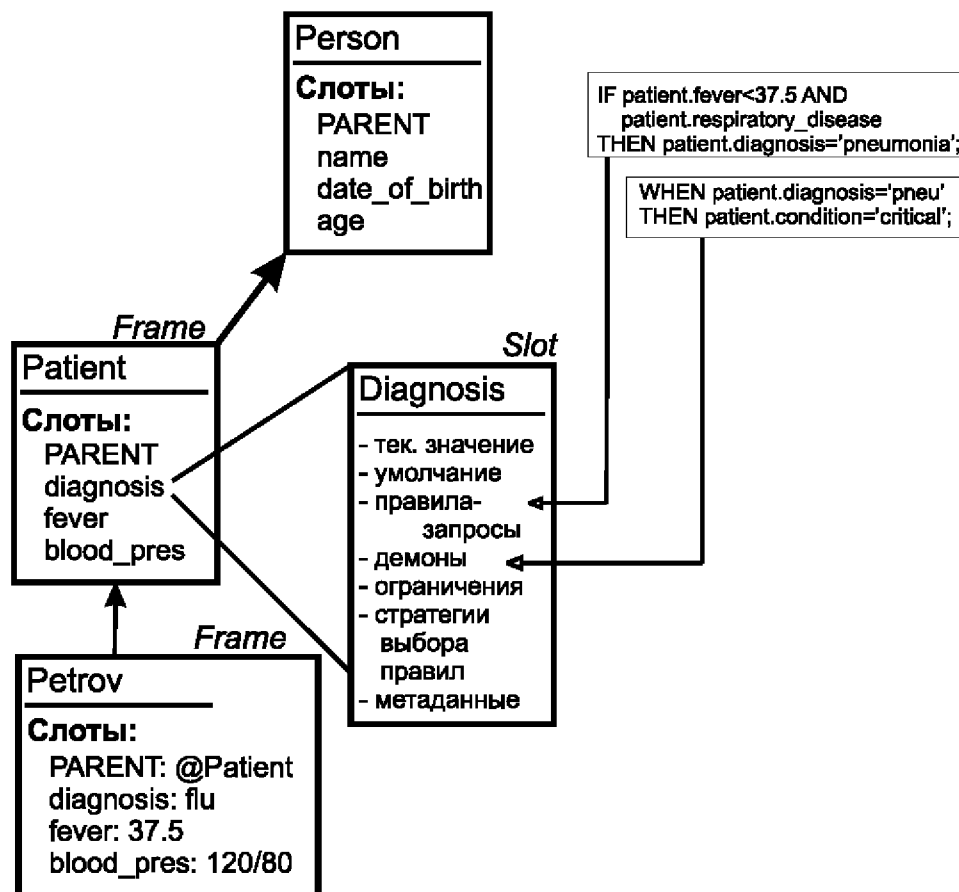 Person
Слоты:
PARENT
name
date_of_birth
age
IF patient.fever<37.5 AND
patient.respiratory_disease
THEN patient.diagnosis='pneumonia';
WHEN patient.diagnosis='pneu'
THEN patient.condition='critical';
Frame
Patient
Слоты:
PARENT
diagnosis
fever
blood_pres
Slot
Diagnosis
- тек. значение
- умолчание
- правила-
запросы
- демоны
- ограничения
- стратегии
выбора
правил
- метаданные
Frame
Petrov
Слоты:
PARENT: @Patient
diagnosis: flu
fever: 37.5
blood_pres: 120/80